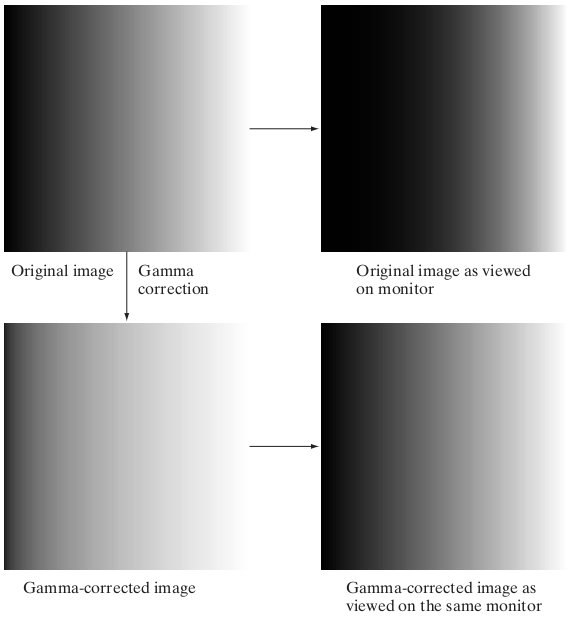 Original image
Gamma
correction
Original image as viewed
on monitor
Gamma-corrected image
Gamma-corrected image as
viewed on the same monitor